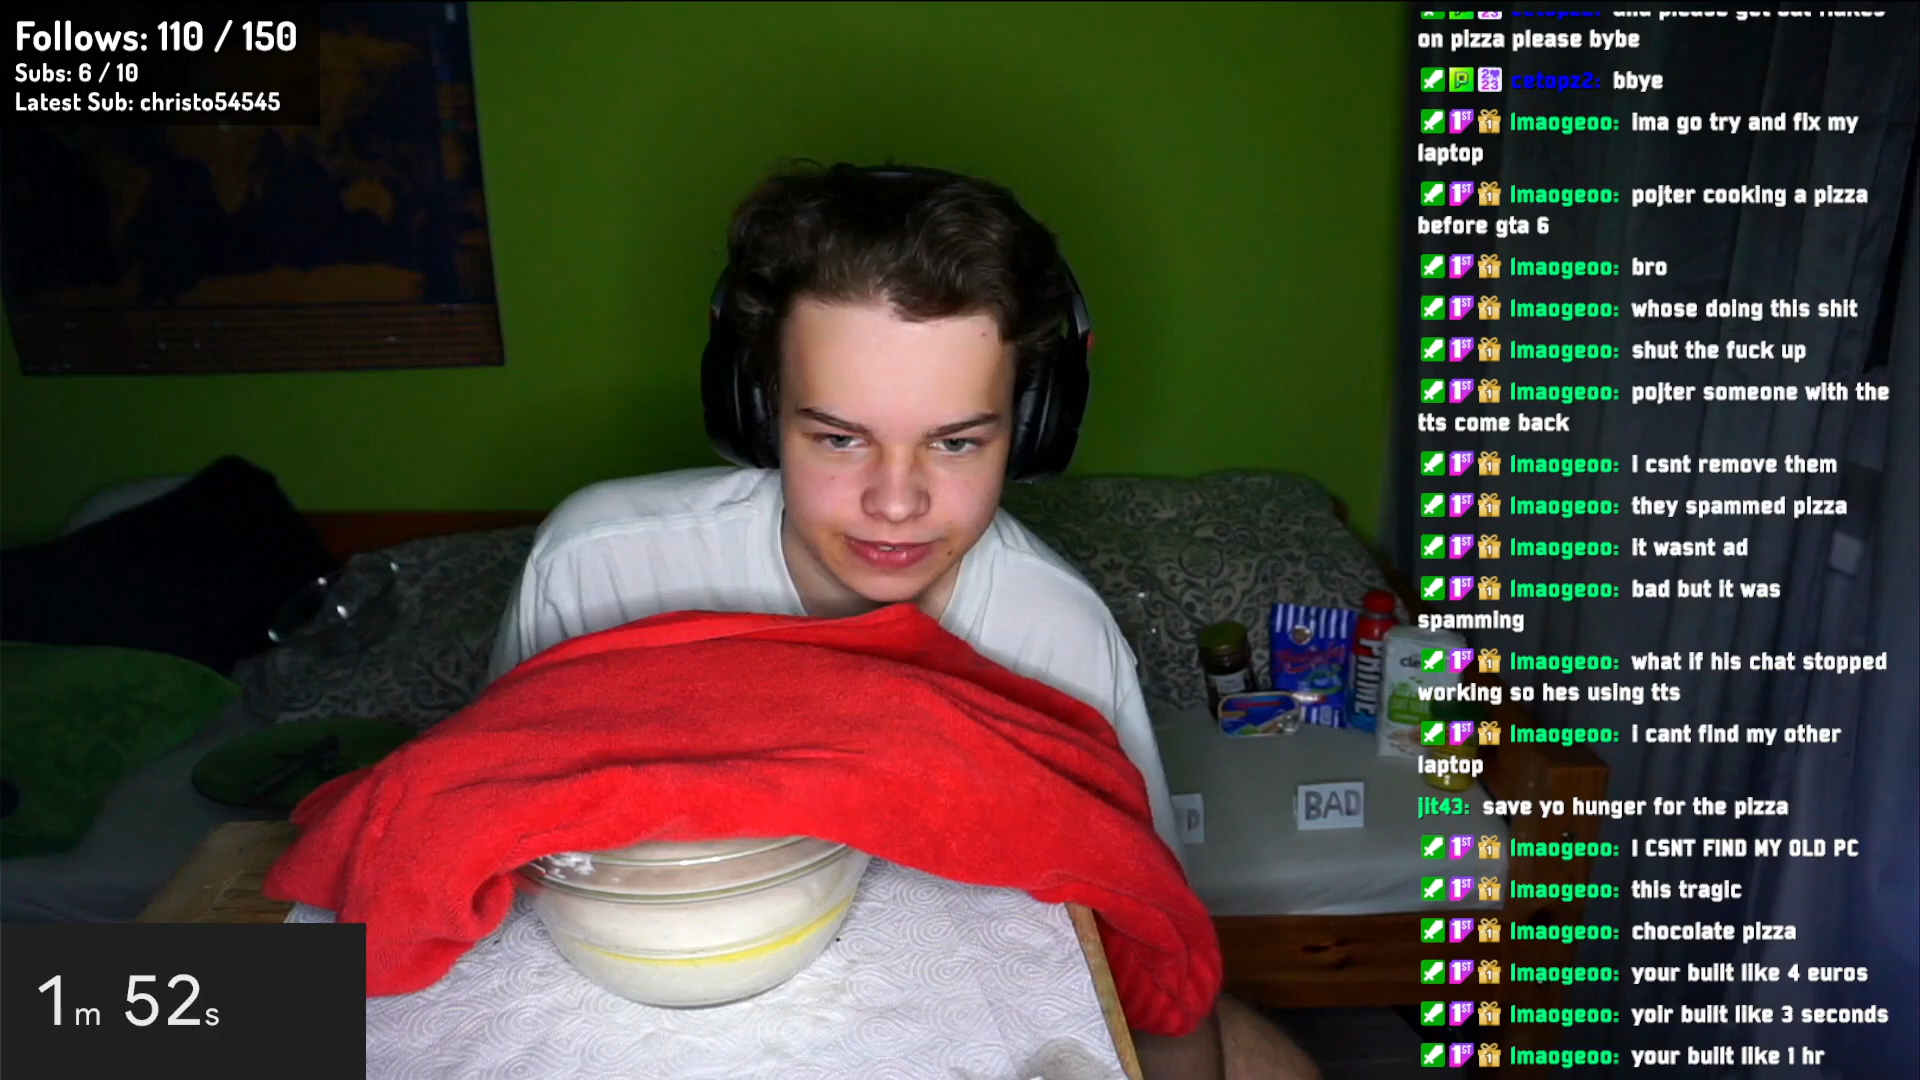 Follows: 110 / 150
Subs: 6 / 10
Latest Sub: christo54545
on pizza please bybe
cetopz2: bbye
lmaogeoo: ima go try and fix my
laptop
lmaogeoo: pojter cooking a pizza
before gta 6
lmaogeoo: bro
lmaogeoo: whose doing this shit
lmaogeoo: shut the fuck up
lmaogeoo: pojter someone with the
tts come back
lmaogeoo: I csnt remove them
lmaogeoo: they spammed pizza
lmaogeoo: it wasnt ad
lmaogeoo: bad but it was
spamming
lmaogeoo: what if his chat stopped
working so hes using tts
lmaogeoo: I cant find my other
laptop
jit43: save yo hunger for the pizza
lmaogeoo: I CSNT FIND MY OLD PC
lmaogeoo: this tragic
lmaogeoo: chocolate pizza
lmaogeoo: your built like 4 euros
lmaogeoo: yoir built like 3 seconds
lmaogeoo: your built like 1 hr
PRIME
BAD
1m 52s